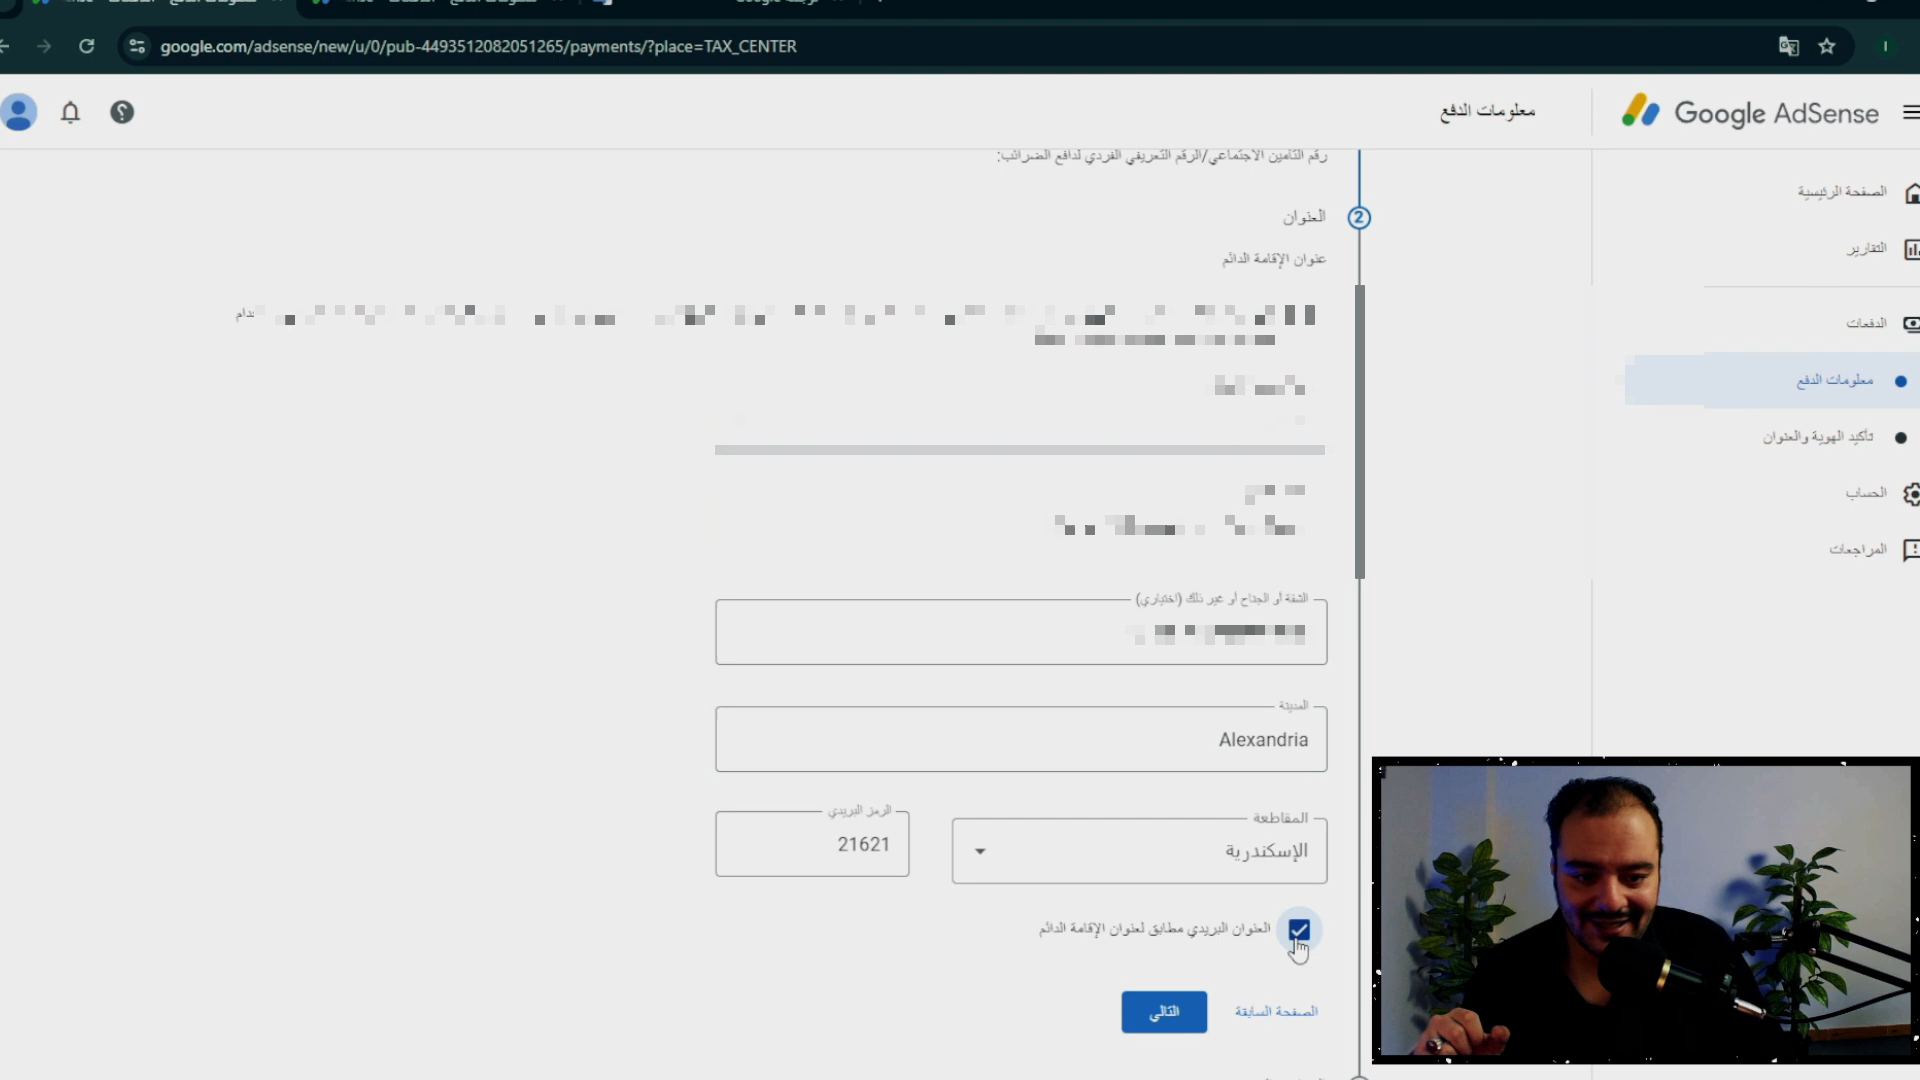 google.com/adsense/new/u/0/pub-4493512082051265/payments/?place=TAX_CENTER
Google AdSense
معلومات الدفع
رقم التأمين الاجتماعي/الرقم التعريفي الفردي لدافع الضرائب:
2
العنوان
عنوان الإقامة الدائم
الشقة أو الجناح أو غير ذلك (اختياري)
المدينة
Alexandria
المقاطعة
الإسكندرية
الرمز البريدي
21621
العنوان البريدي مطابق لعنوان الإقامة الدائم
الصفحة السابقة
التالي
الصفحة الرئيسية
التقارير
الدفعات
معلومات الدفع
تأكيد الهوية والعنوان
الحساب
المراجعات